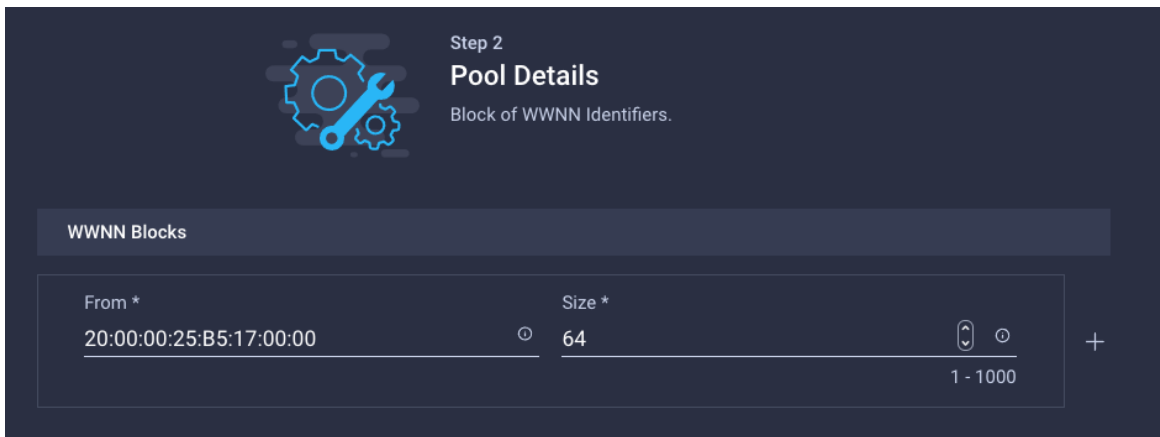 Step 2
Pool Details
Block of WWNN Identifiers.
WWNN Blocks
From *
Size *
20:00:00:25:B5:17:00:00
64
1 - 1000